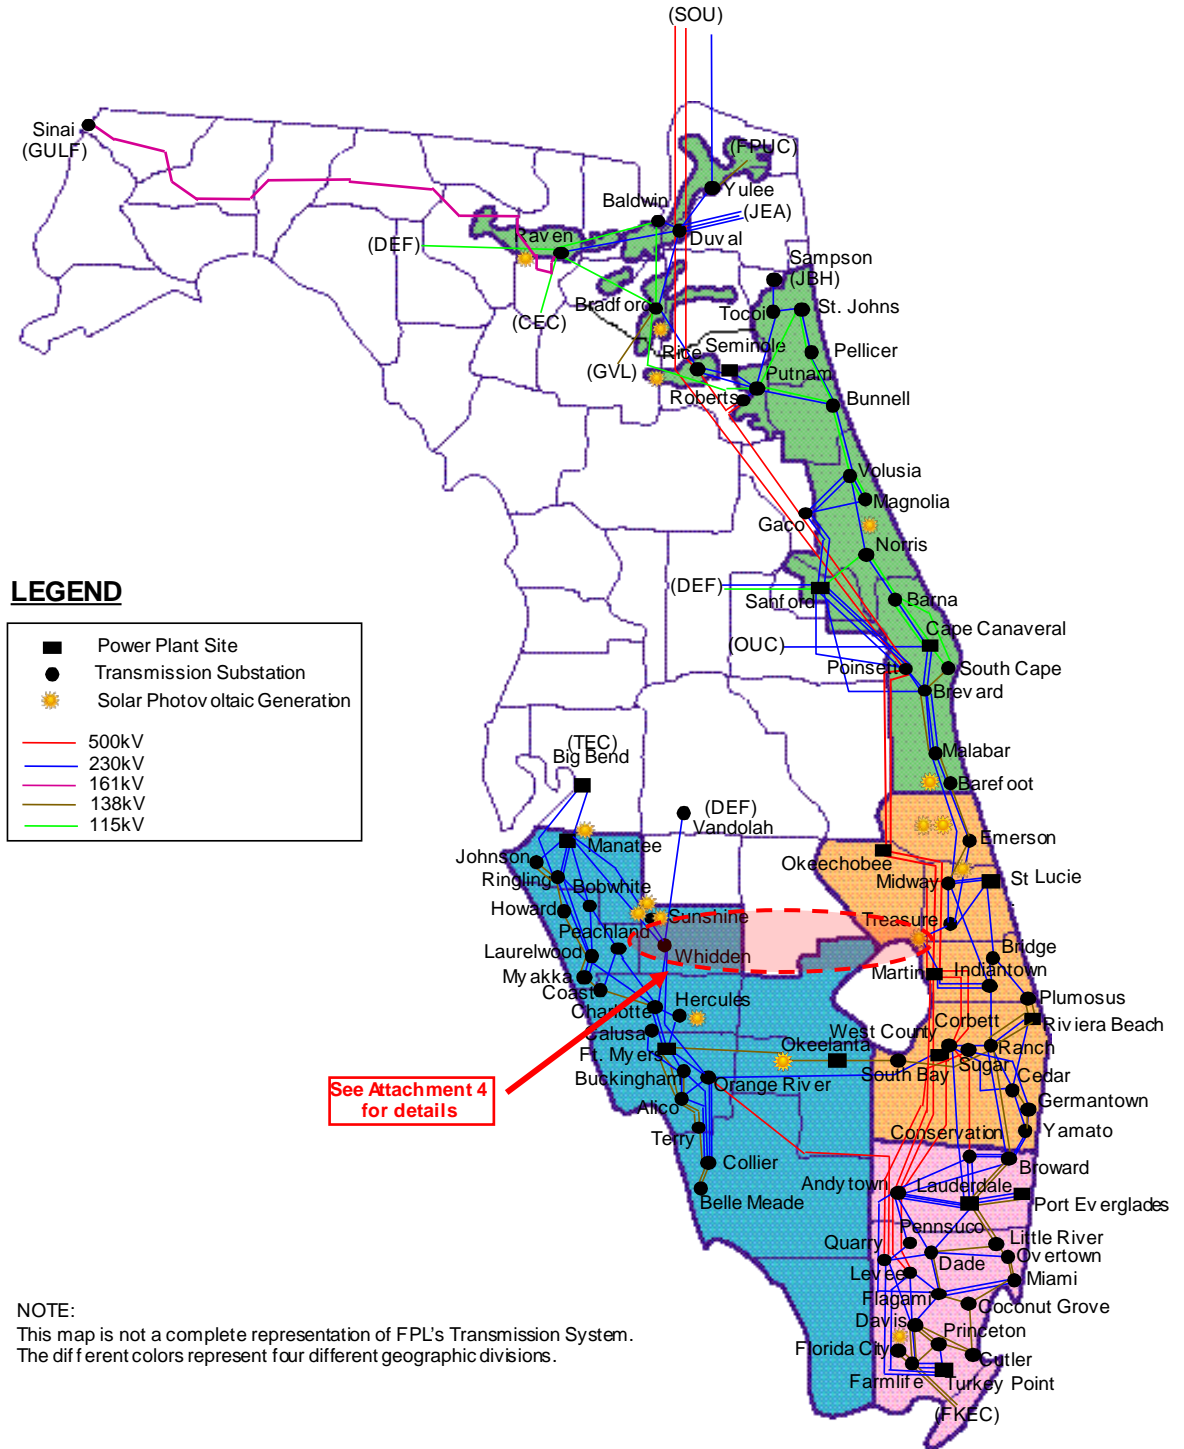 (SOU)
Sinai
(GULF)
(FPUC)
Yulee
Baldwin
(JEA)
Duval
(DEF)
Raven
Sampson
(JBH)
Bradford
Tocoi
St. Johns
(CEC)
Pellicer
Rice
Seminole
(GVL)
Putnam
Roberts
Bunnell
Volusia
Magnolia
Gaco
Norris
(DEF)
Sanford
Barna
Cape Canaveral
(OUC)
Poinsett
South Cape
Brevard
Malabar
Barefoot
LEGEND
Power Plant Site
Transmission Substation
Solar Photovoltaic Generation
500kV
230kV
161kV
138kV
115kV
(TEC)
Big Bend
(DEF)
Vandolah
Emerson
Manatee
Okeechobee
Johnson
Ringling
Bobwhite
Midway
St Lucie
Howard
Sunshine
Treasure
Peachland
Laurelwood
Whidden
Bridge
Myakka
Martin
Indiantown
Coast
Hercules
Plumosus
Charlotte
Corbett
Riviera Beach
Calusa
West County
Okeelanta
Ft. Myers
Ranch
South Bay
Sugar
Buckingham
Orange River
Cedar
See Attachment 4
for details
Alico
Germantown
Terry
Conservation
Yamato
Collier
Broward
Andytown
Lauderdale
Belle Meade
Port Everglades
Pennsuco
Quarry
Little River
Overtown
Dade
Levee
Miami
Flagami
Coconut Grove
Davis
Princeton
Florida City
Cutler
Farmlife
Turkey Point
(FKEC)
NOTE:
This map is not a complete representation of FPL's Transmission System.
The different colors represent four different geographic divisions.